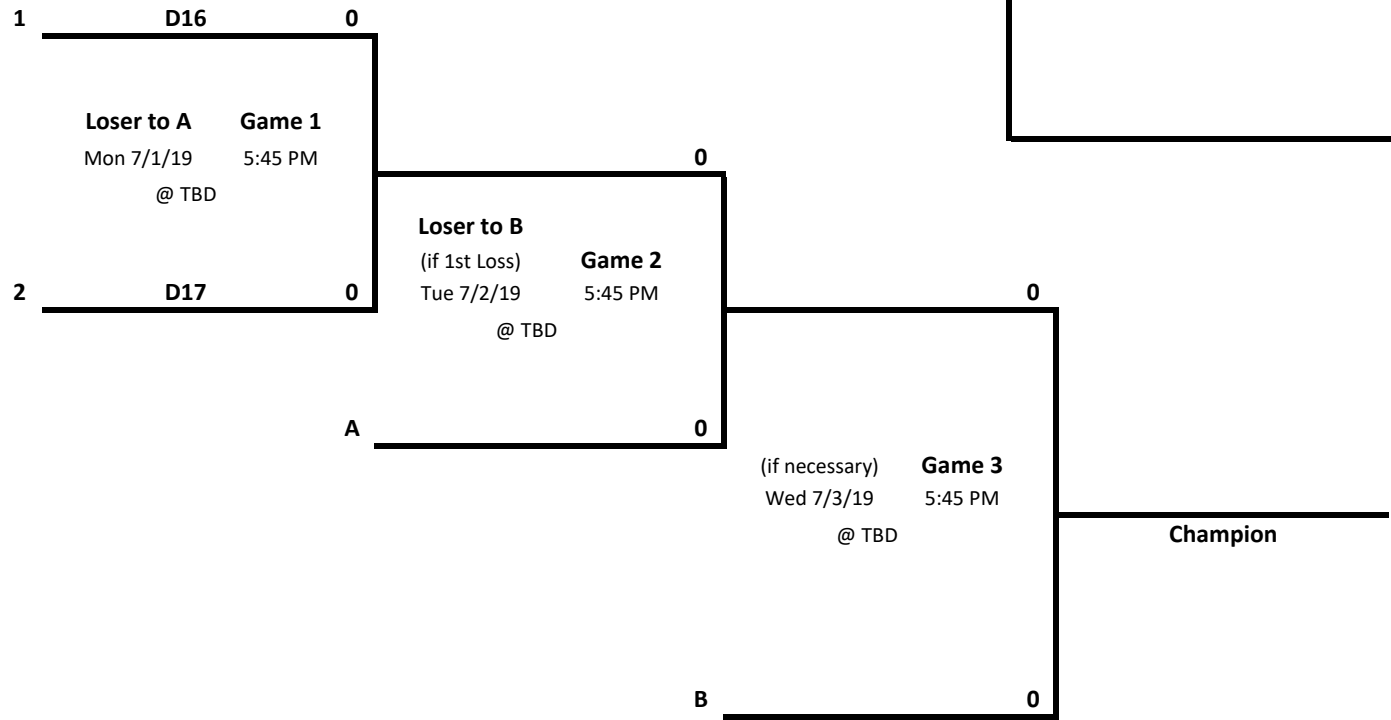 1 D16 0
Loser to A Game 1
Mon 7/1/19 5:45 PM
@ TBD
2 D17 0
0
Loser to B
(if 1st Loss) Game 2
Tue 7/2/19 5:45 PM
@ TBD
A 0
0
(if necessary) Game 3
Wed 7/3/19 5:45 PM
@ TBD
Champion
B 0